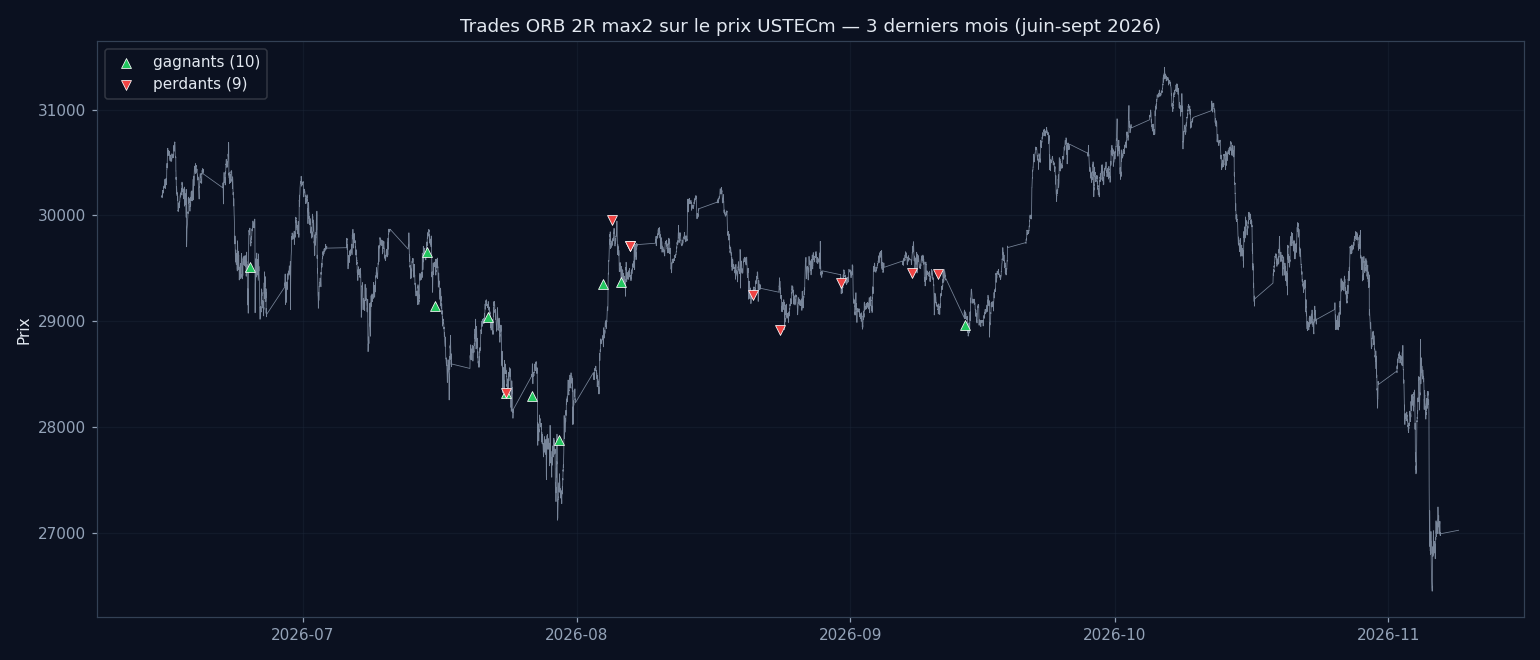 Trades ORB 2R max2 sur le prix USTECm — 3 derniers mois (juin-sept 2026)
gagnants (10)
perdants (9)
Prix
31000
30000
29000
28000
27000
2026-07
2026-08
2026-09
2026-10
2026-11